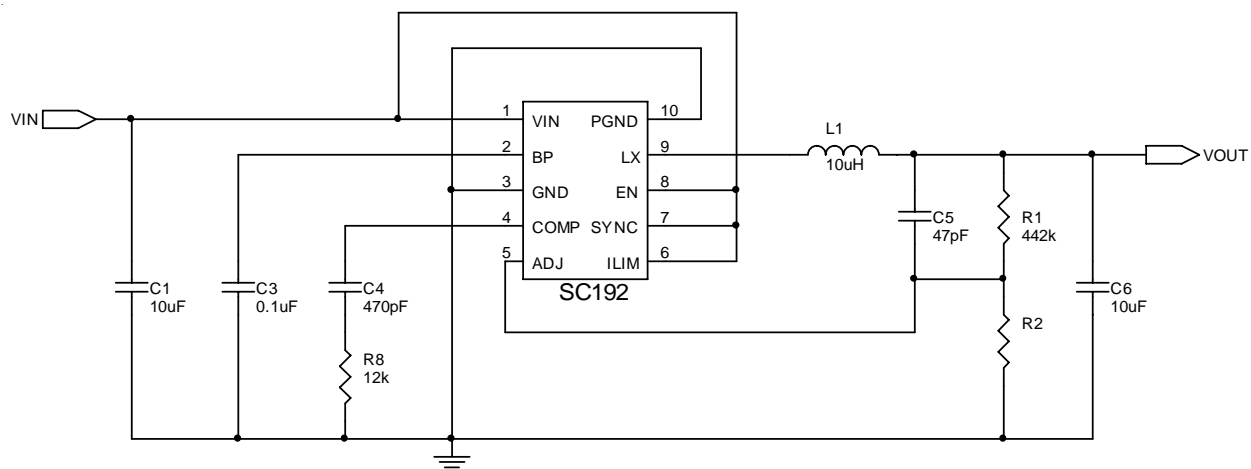 VIN
1
VIN
PGND
10
2
BP
LX
9
3
GND
EN
8
4
COMP
SYNC
7
5
ADJ
ILIM
6
SC192
L1
10uH
VOUT
C5
47pF
R1
442k
C1
10uF
C3
0.1uF
C4
470pF
C6
10uF
R2
R8
12k